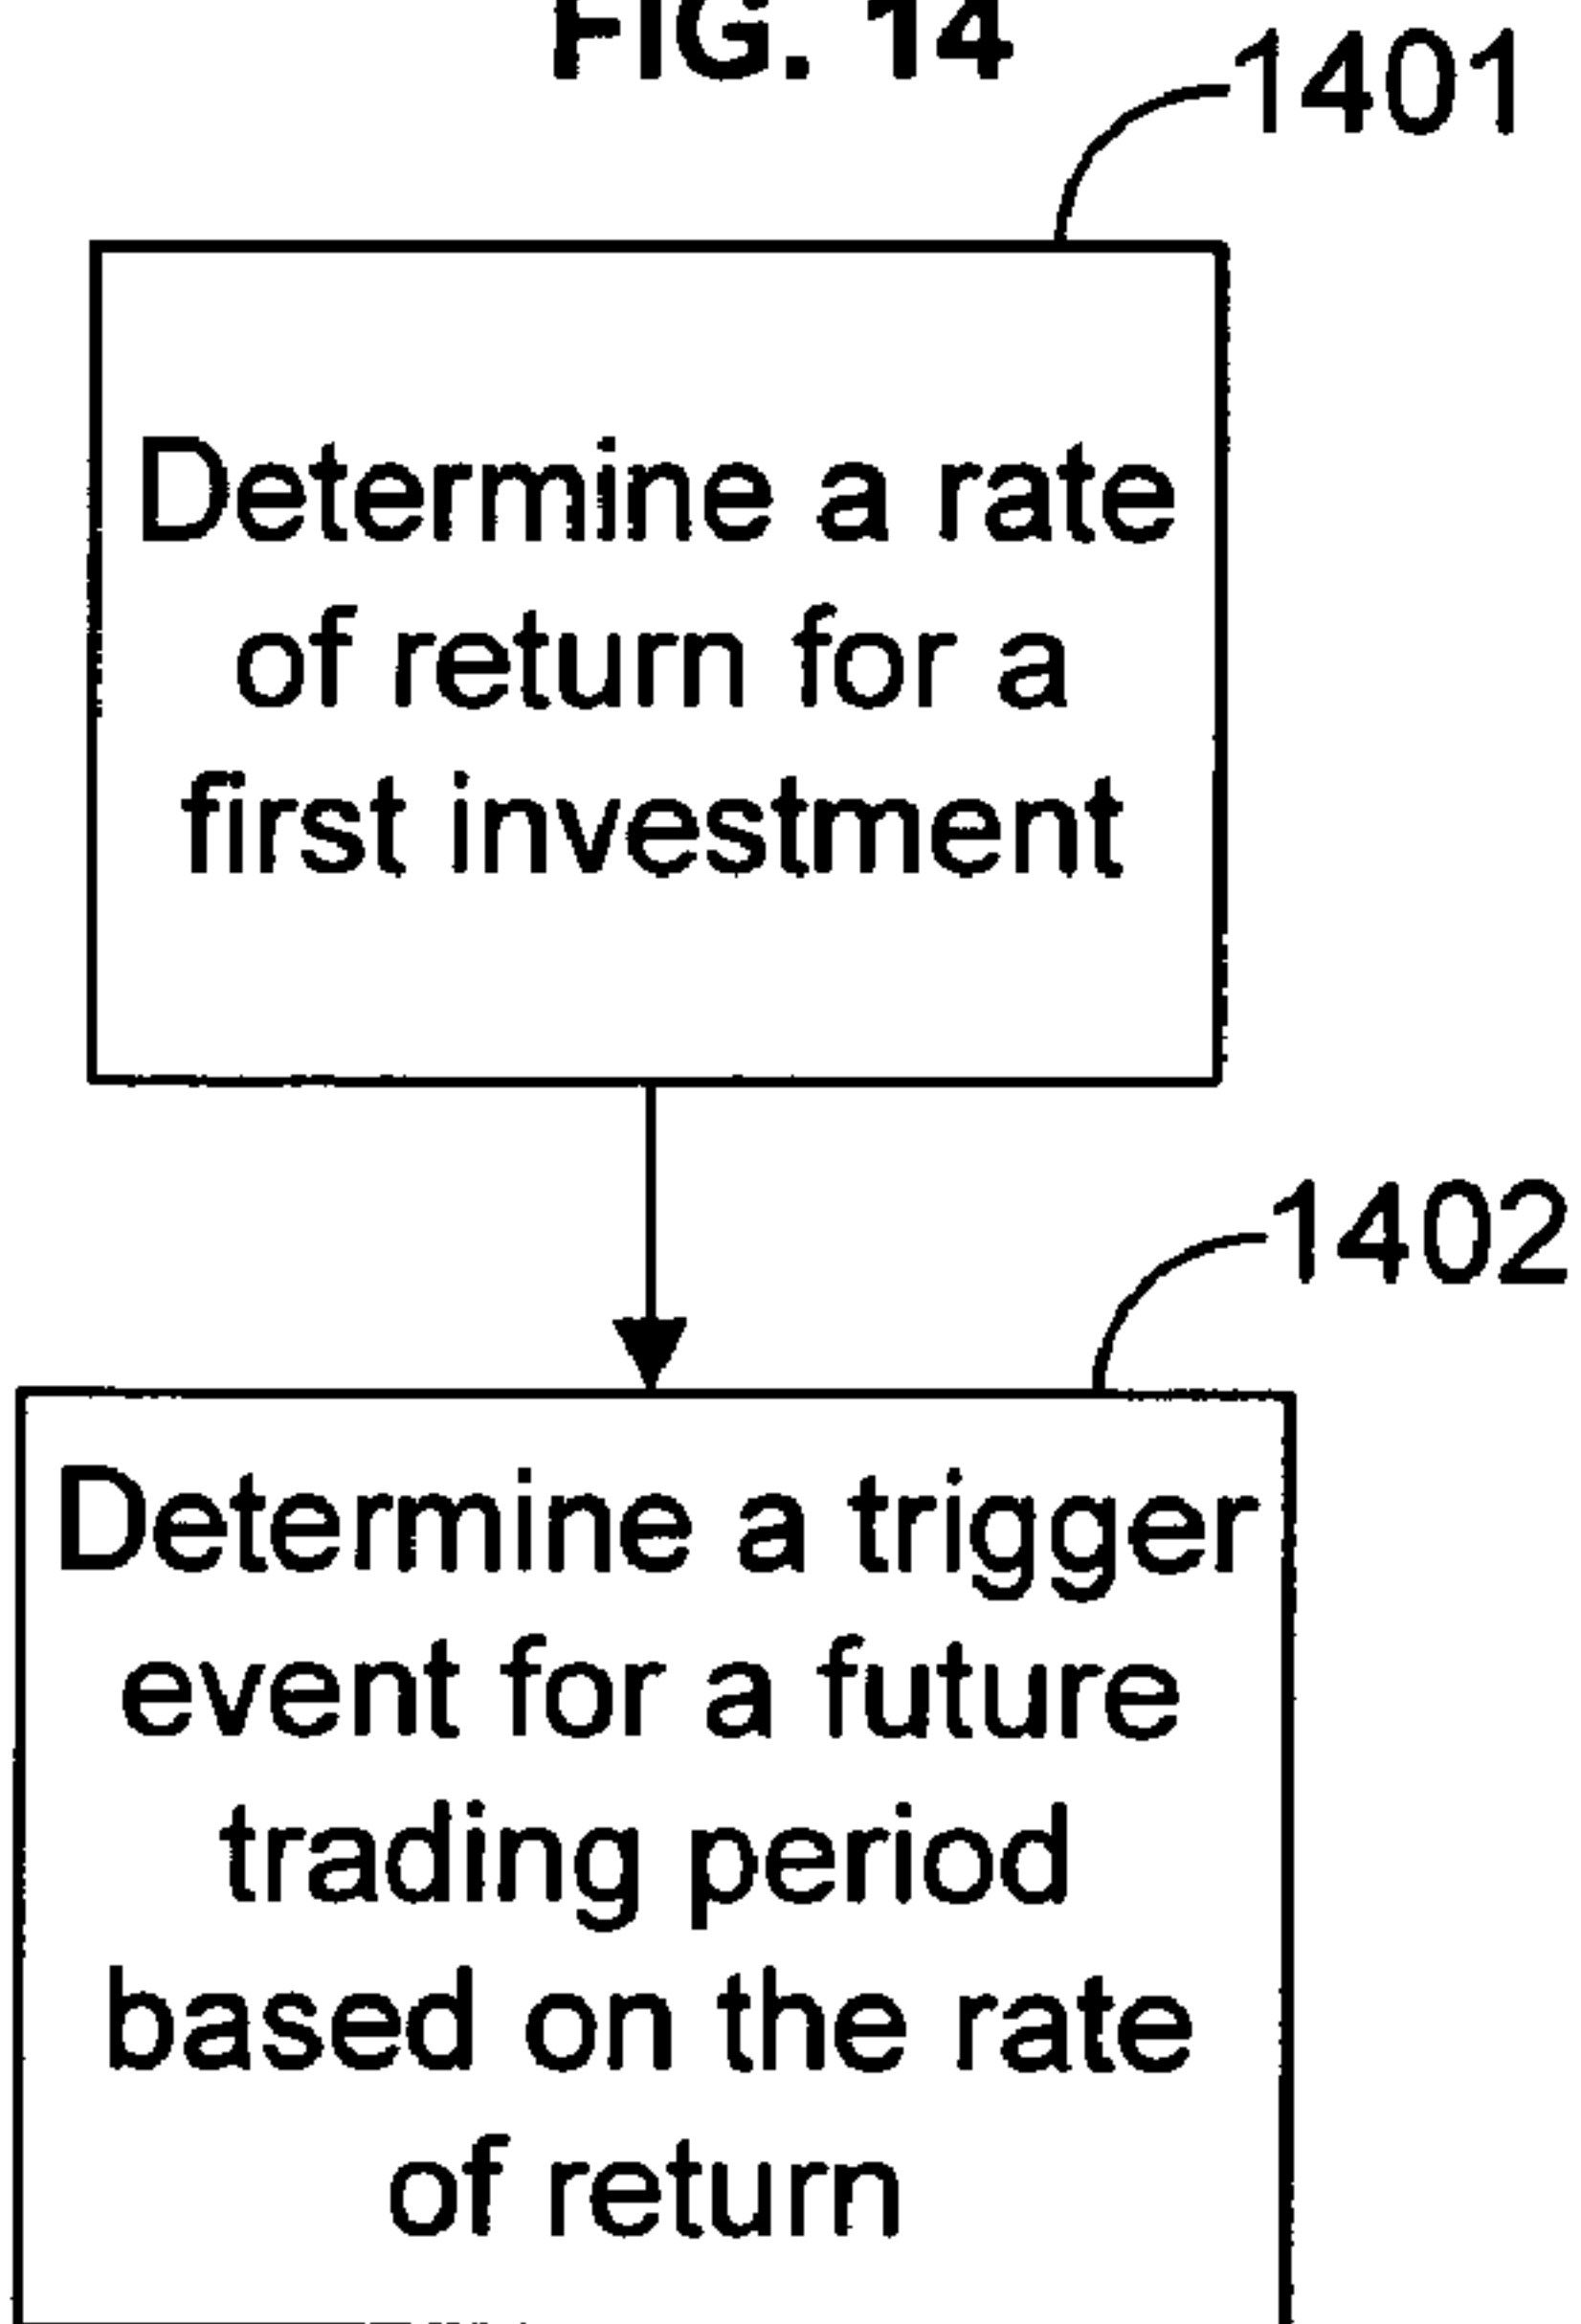 FIG. 14
1401
Determine a rate
of return for a
first investment
1402
Determine a trigger
event for a future
trading period
based on the rate
of return